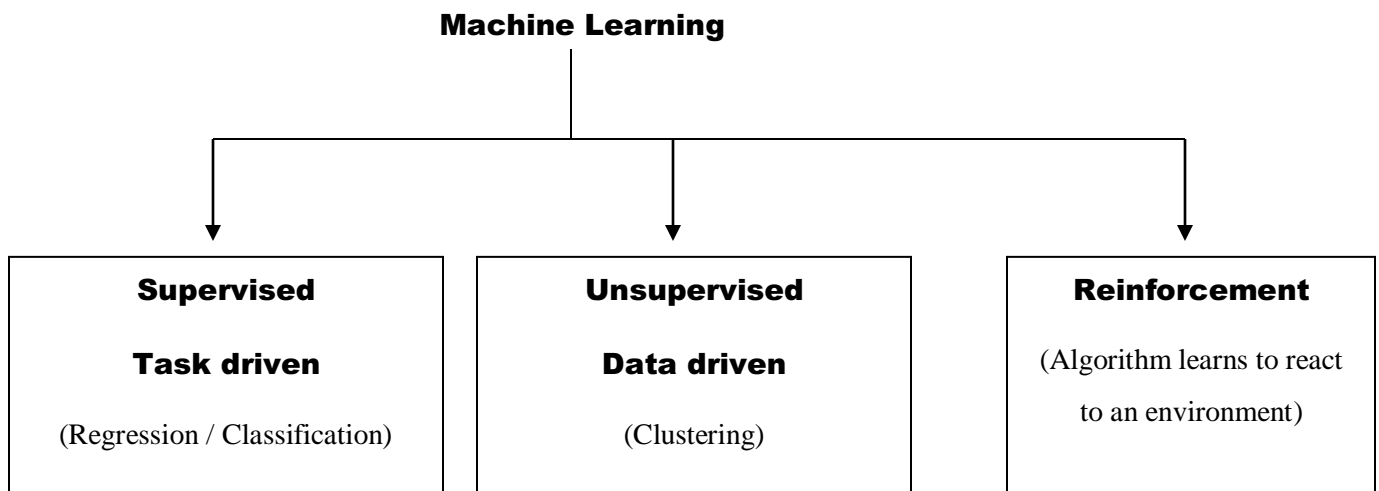 Machine Learning
Supervised
Task driven
(Regression / Classification)
Unsupervised
Data driven
(Clustering)
Reinforcement
(Algorithm learns to react
to an environment)